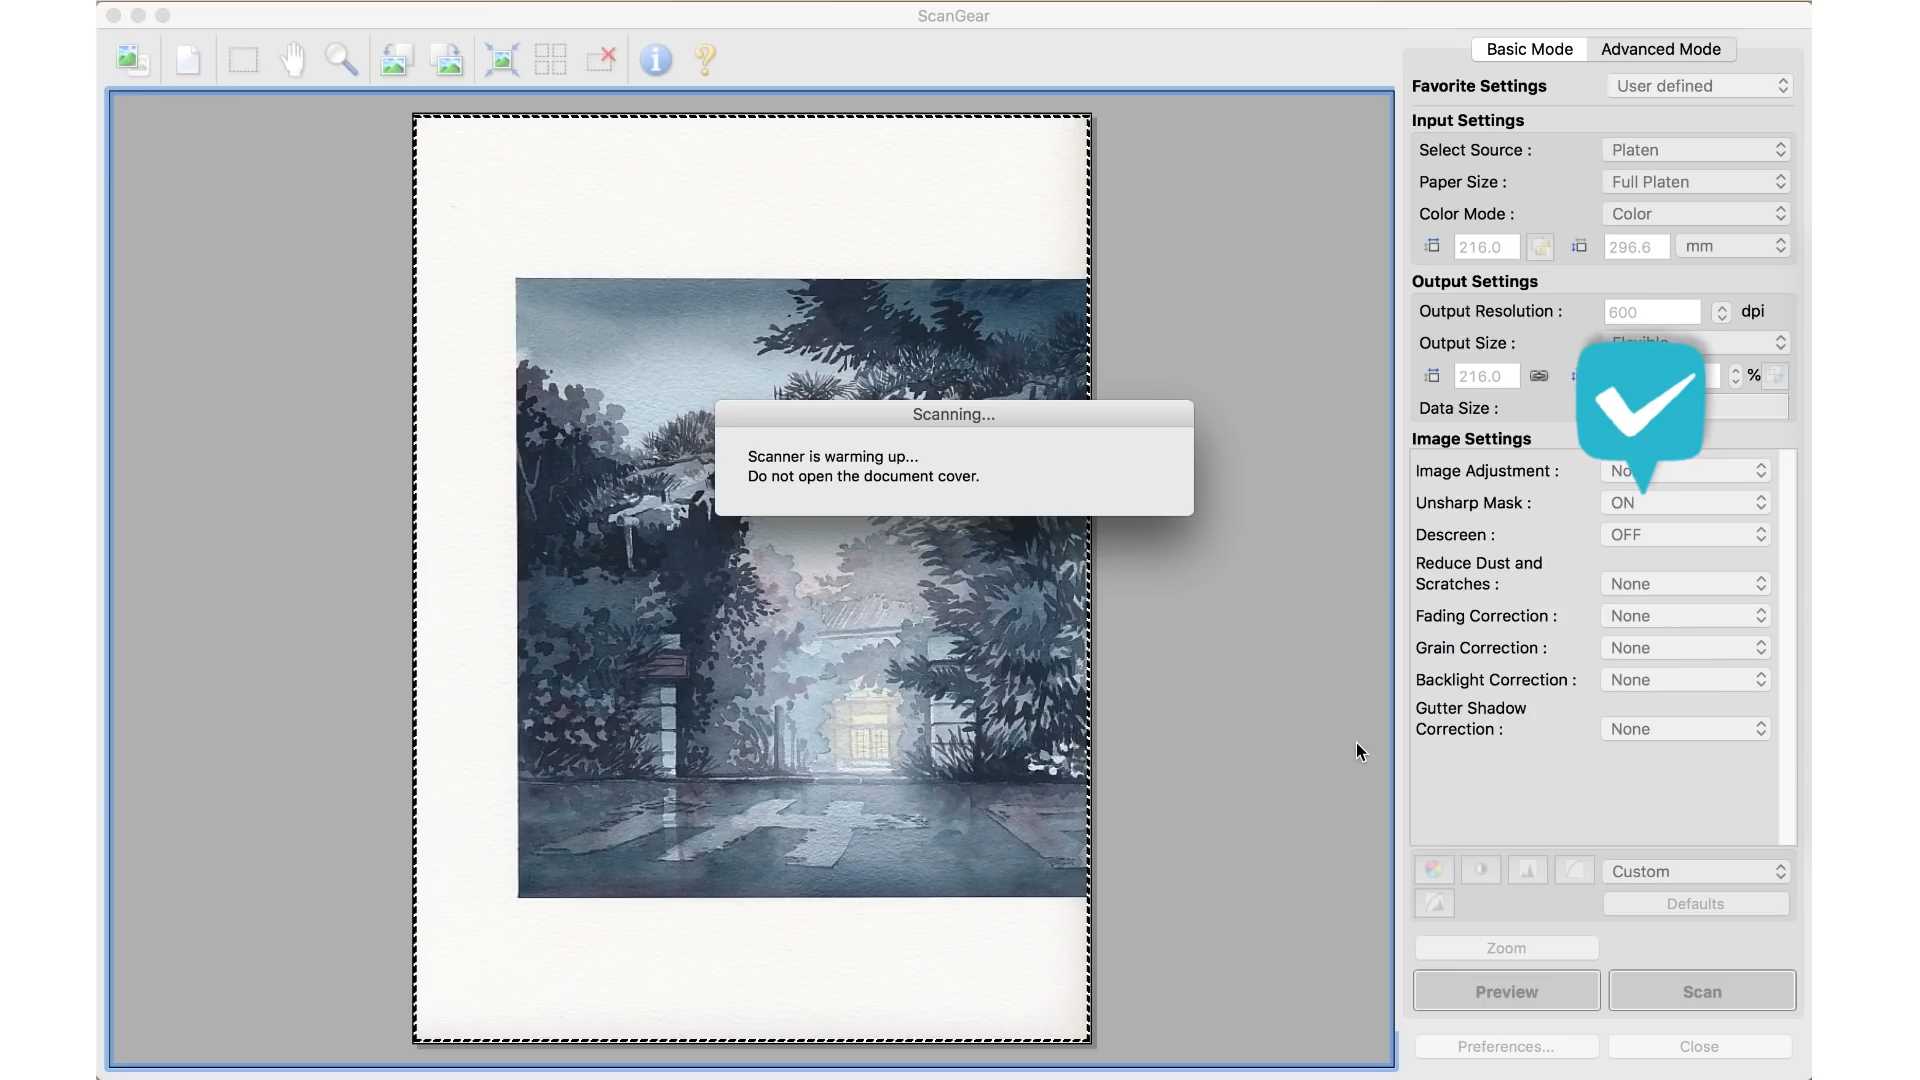 ScanGear
Basic Mode
Advanced Mode
Favorite Settings
User defined
Input Settings
Select Source :
Platen
Paper Size :
Full Platen
Color Mode :
Color
216.0
296.6
mm
Output Settings
Output Resolution :
600
dpi
Output Size :
Flexible
216.0
%
Data Size :
Image Settings
Image Adjustment :
Unsharp Mask :
ON
Descreen :
OFF
Reduce Dust and
Scratches :
None
Fading Correction :
None
Grain Correction :
None
Backlight Correction :
None
Gutter Shadow
Correction :
None
Custom
Defaults
Zoom
Preview
Scan
Preferences...
Close
Scanning...
Scanner is warming up...
Do not open the document cover.